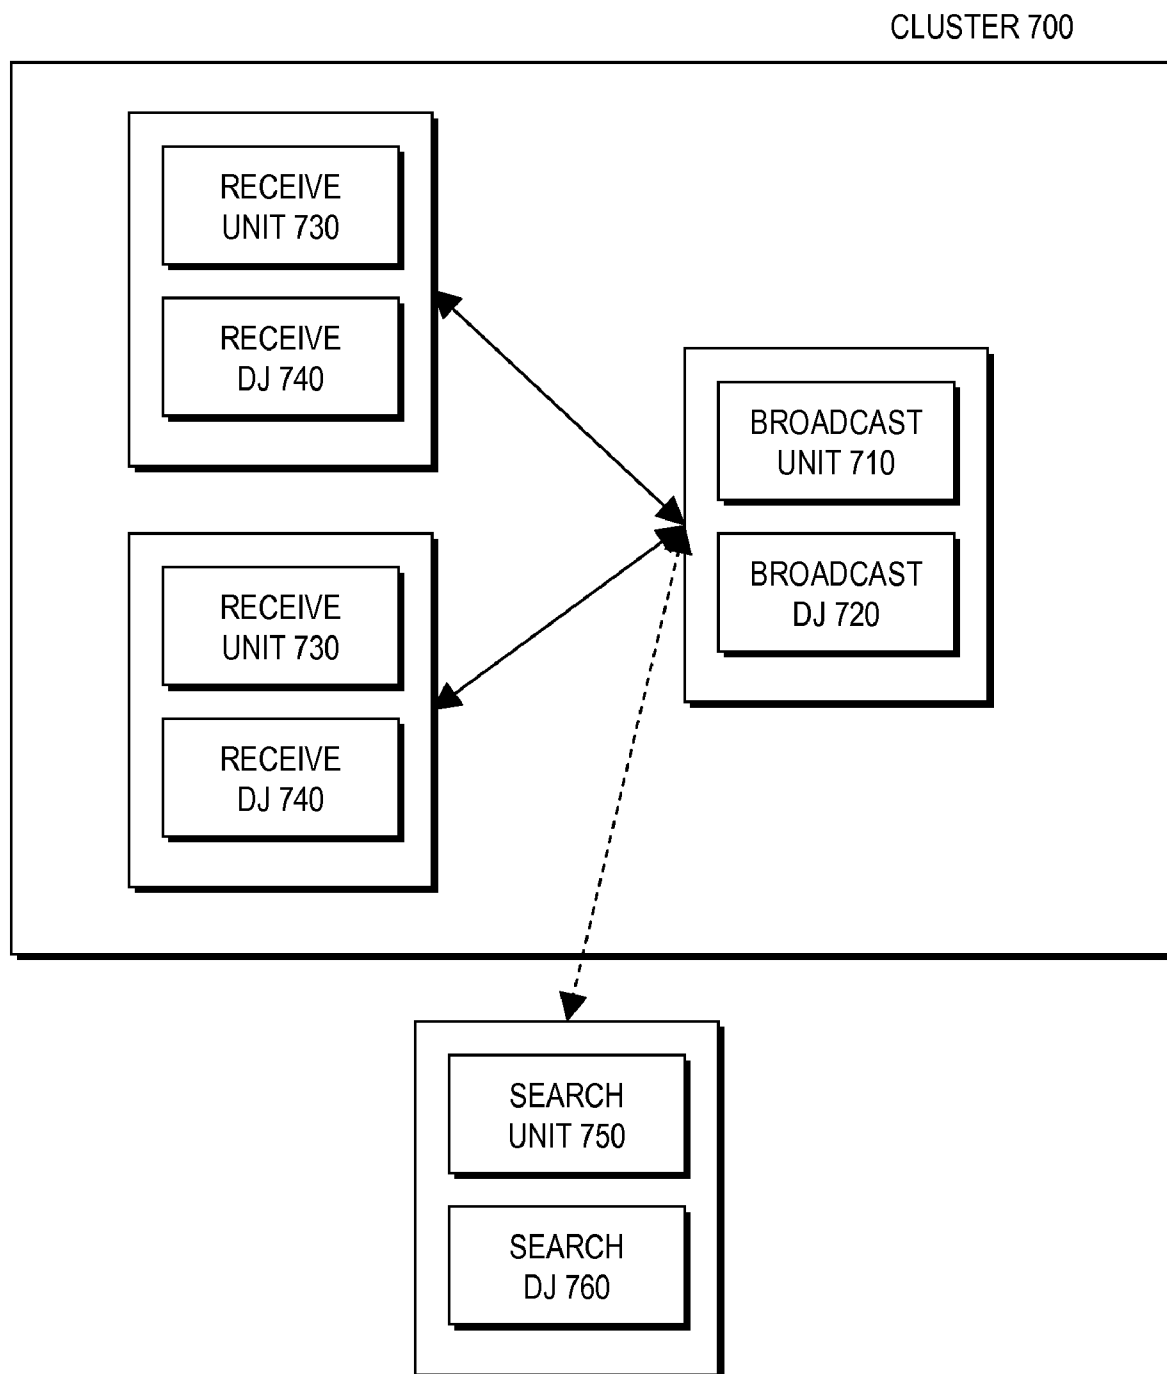 CLUSTER 700
RECEIVE
UNIT 730
RECEIVE
DJ 740
BROADCAST
UNIT 710
BROADCAST
DJ 720
RECEIVE
UNIT 730
RECEIVE
DJ 740
SEARCH
UNIT 750
SEARCH
DJ 760